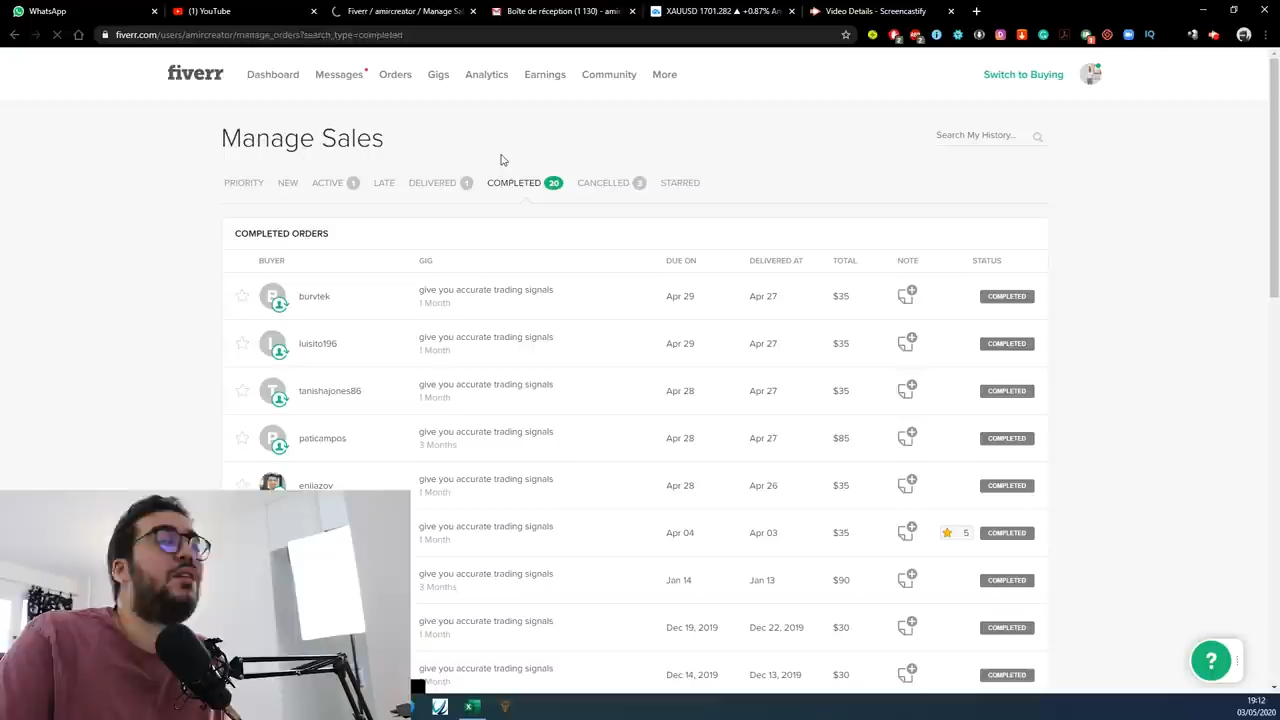 WhatsApp
(1) YouTube
Fiverr / amicreator / Manage Sal
Boîte de réception (1 130) - amirc
XAUUSD 1701.282 ▲ +0.87% An
Video Details - Screencastify
fiverr.com/users/amircreator/manage_orders?search_type=completed
fiverr
Dashboard
Messages
Orders
Gigs
Analytics
Earnings
Community
More
Switch to Buying
Manage Sales
Search My History...
PRIORITY
NEW
ACTIVE 1
LATE
DELIVERED 1
COMPLETED 20
CANCELLED 3
STARRED
COMPLETED ORDERS
BUYER GIG DUE ON DELIVERED AT TOTAL NOTE STATUS
burvtek give you accurate trading signals Apr 29 Apr 27 $35 COMPLETED
1 Month
luisito196 give you accurate trading signals Apr 29 Apr 27 $35 COMPLETED
1 Month
tanishajones86 give you accurate trading signals Apr 28 Apr 27 $35 COMPLETED
1 Month
paticampos give you accurate trading signals Apr 28 Apr 27 $85 COMPLETED
3 Months
give you accurate trading signals Apr 28 Apr 26 $35 COMPLETED
1 Month
give you accurate trading signals Apr 04 Apr 03 $35 5 COMPLETED
1 Month
give you accurate trading signals Jan 14 Jan 13 $90 COMPLETED
3 Months
give you accurate trading signals Dec 19, 2019 Dec 22, 2019 $30 COMPLETED
1 Month
give you accurate trading signals Dec 14, 2019 Dec 13, 2019 $30 COMPLETED
Month
?
19:12
03/05/2020